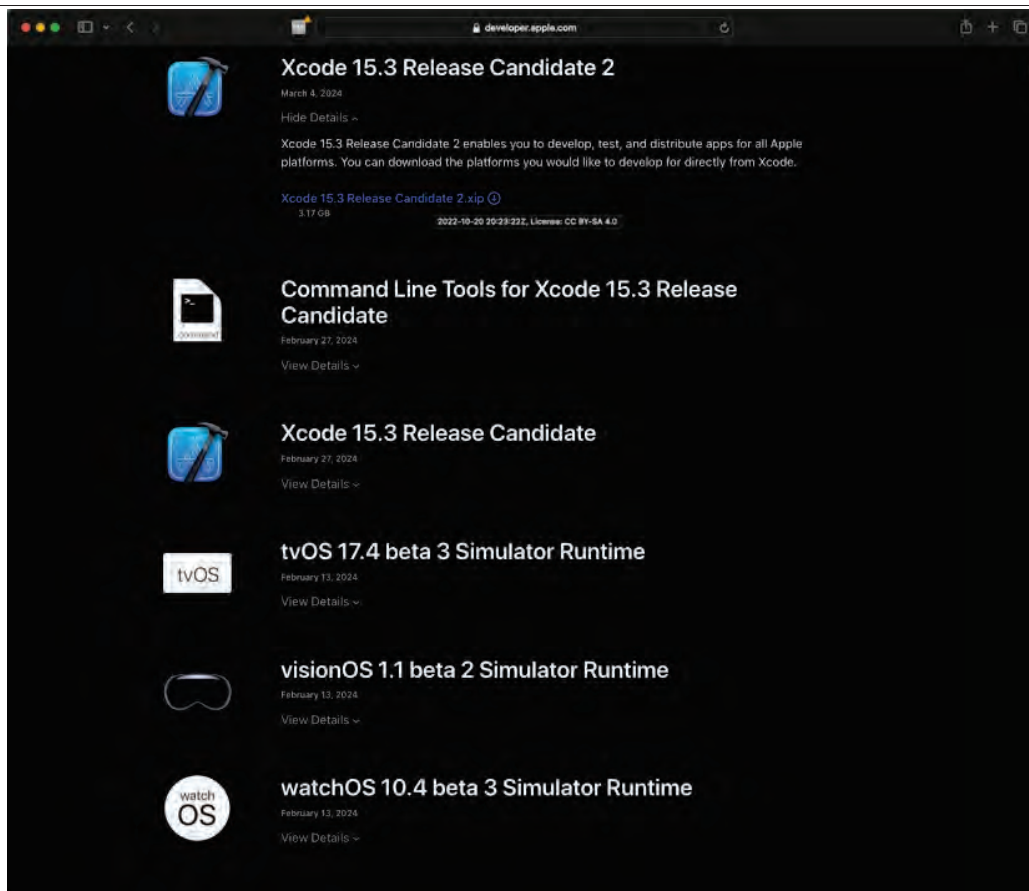 developer.apple.com
Xcode 15.3 Release Candidate 2
March 4, 2024
Hide Details
Xcode 15.3 Release Candidate 2 enables you to develop, test, and distribute apps for all Apple
platforms. You can download the platforms you would like to develop for directly from Xcode.
Xcode 15.3 Release Candidate 2.xip
3.17 GB
2022-10-20 20:23:22Z, License: CC BY-SA 4.0
>_
command
Command Line Tools for Xcode 15.3 Release
Candidate
February 27, 2024
View Details
Xcode 15.3 Release Candidate
February 27, 2024
View Details
tvOS
tvOS 17.4 beta 3 Simulator Runtime
February 13, 2024
View Details
visionOS 1.1 beta 2 Simulator Runtime
February 13, 2024
View Details
watch
OS
watchOS 10.4 beta 3 Simulator Runtime
February 13, 2024
View Details